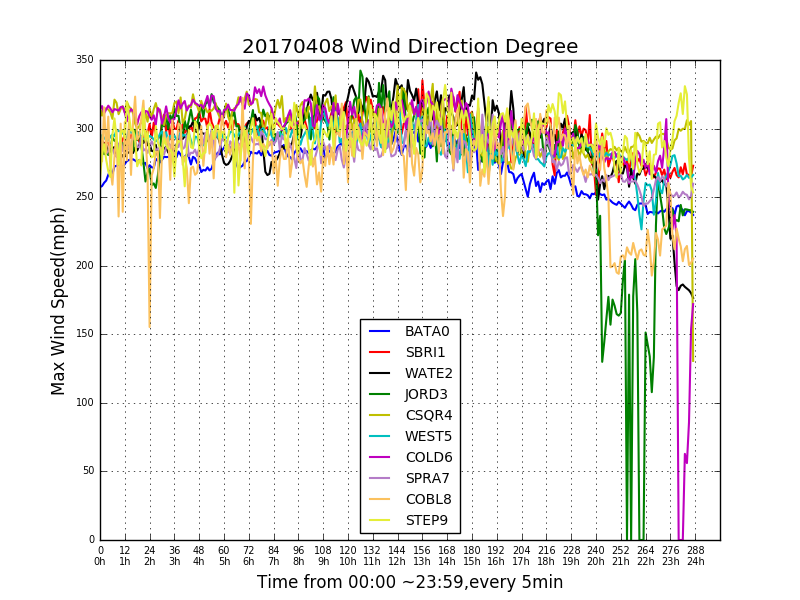 20170408 Wind Direction Degree
Max Wind Speed(mph)
350
300
250
200
150
100
50
0
BATA0
SBRI1
WATE2
JORD3
CSQR4
WEST5
COLD6
SPRA7
COBL8
STEP9
0 12 24 36 48 60 72 84 96 108 120 132 144 156 168 180 192 204 216 228 240 252 264 276 288
0h 1h 2h 3h 4h 5h 6h 7h 8h 9h 10h 11h 12h 13h 14h 15h 16h 17h 18h 19h 20h 21h 22h 23h 24h
Time from 00:00 ~23:59,every 5min